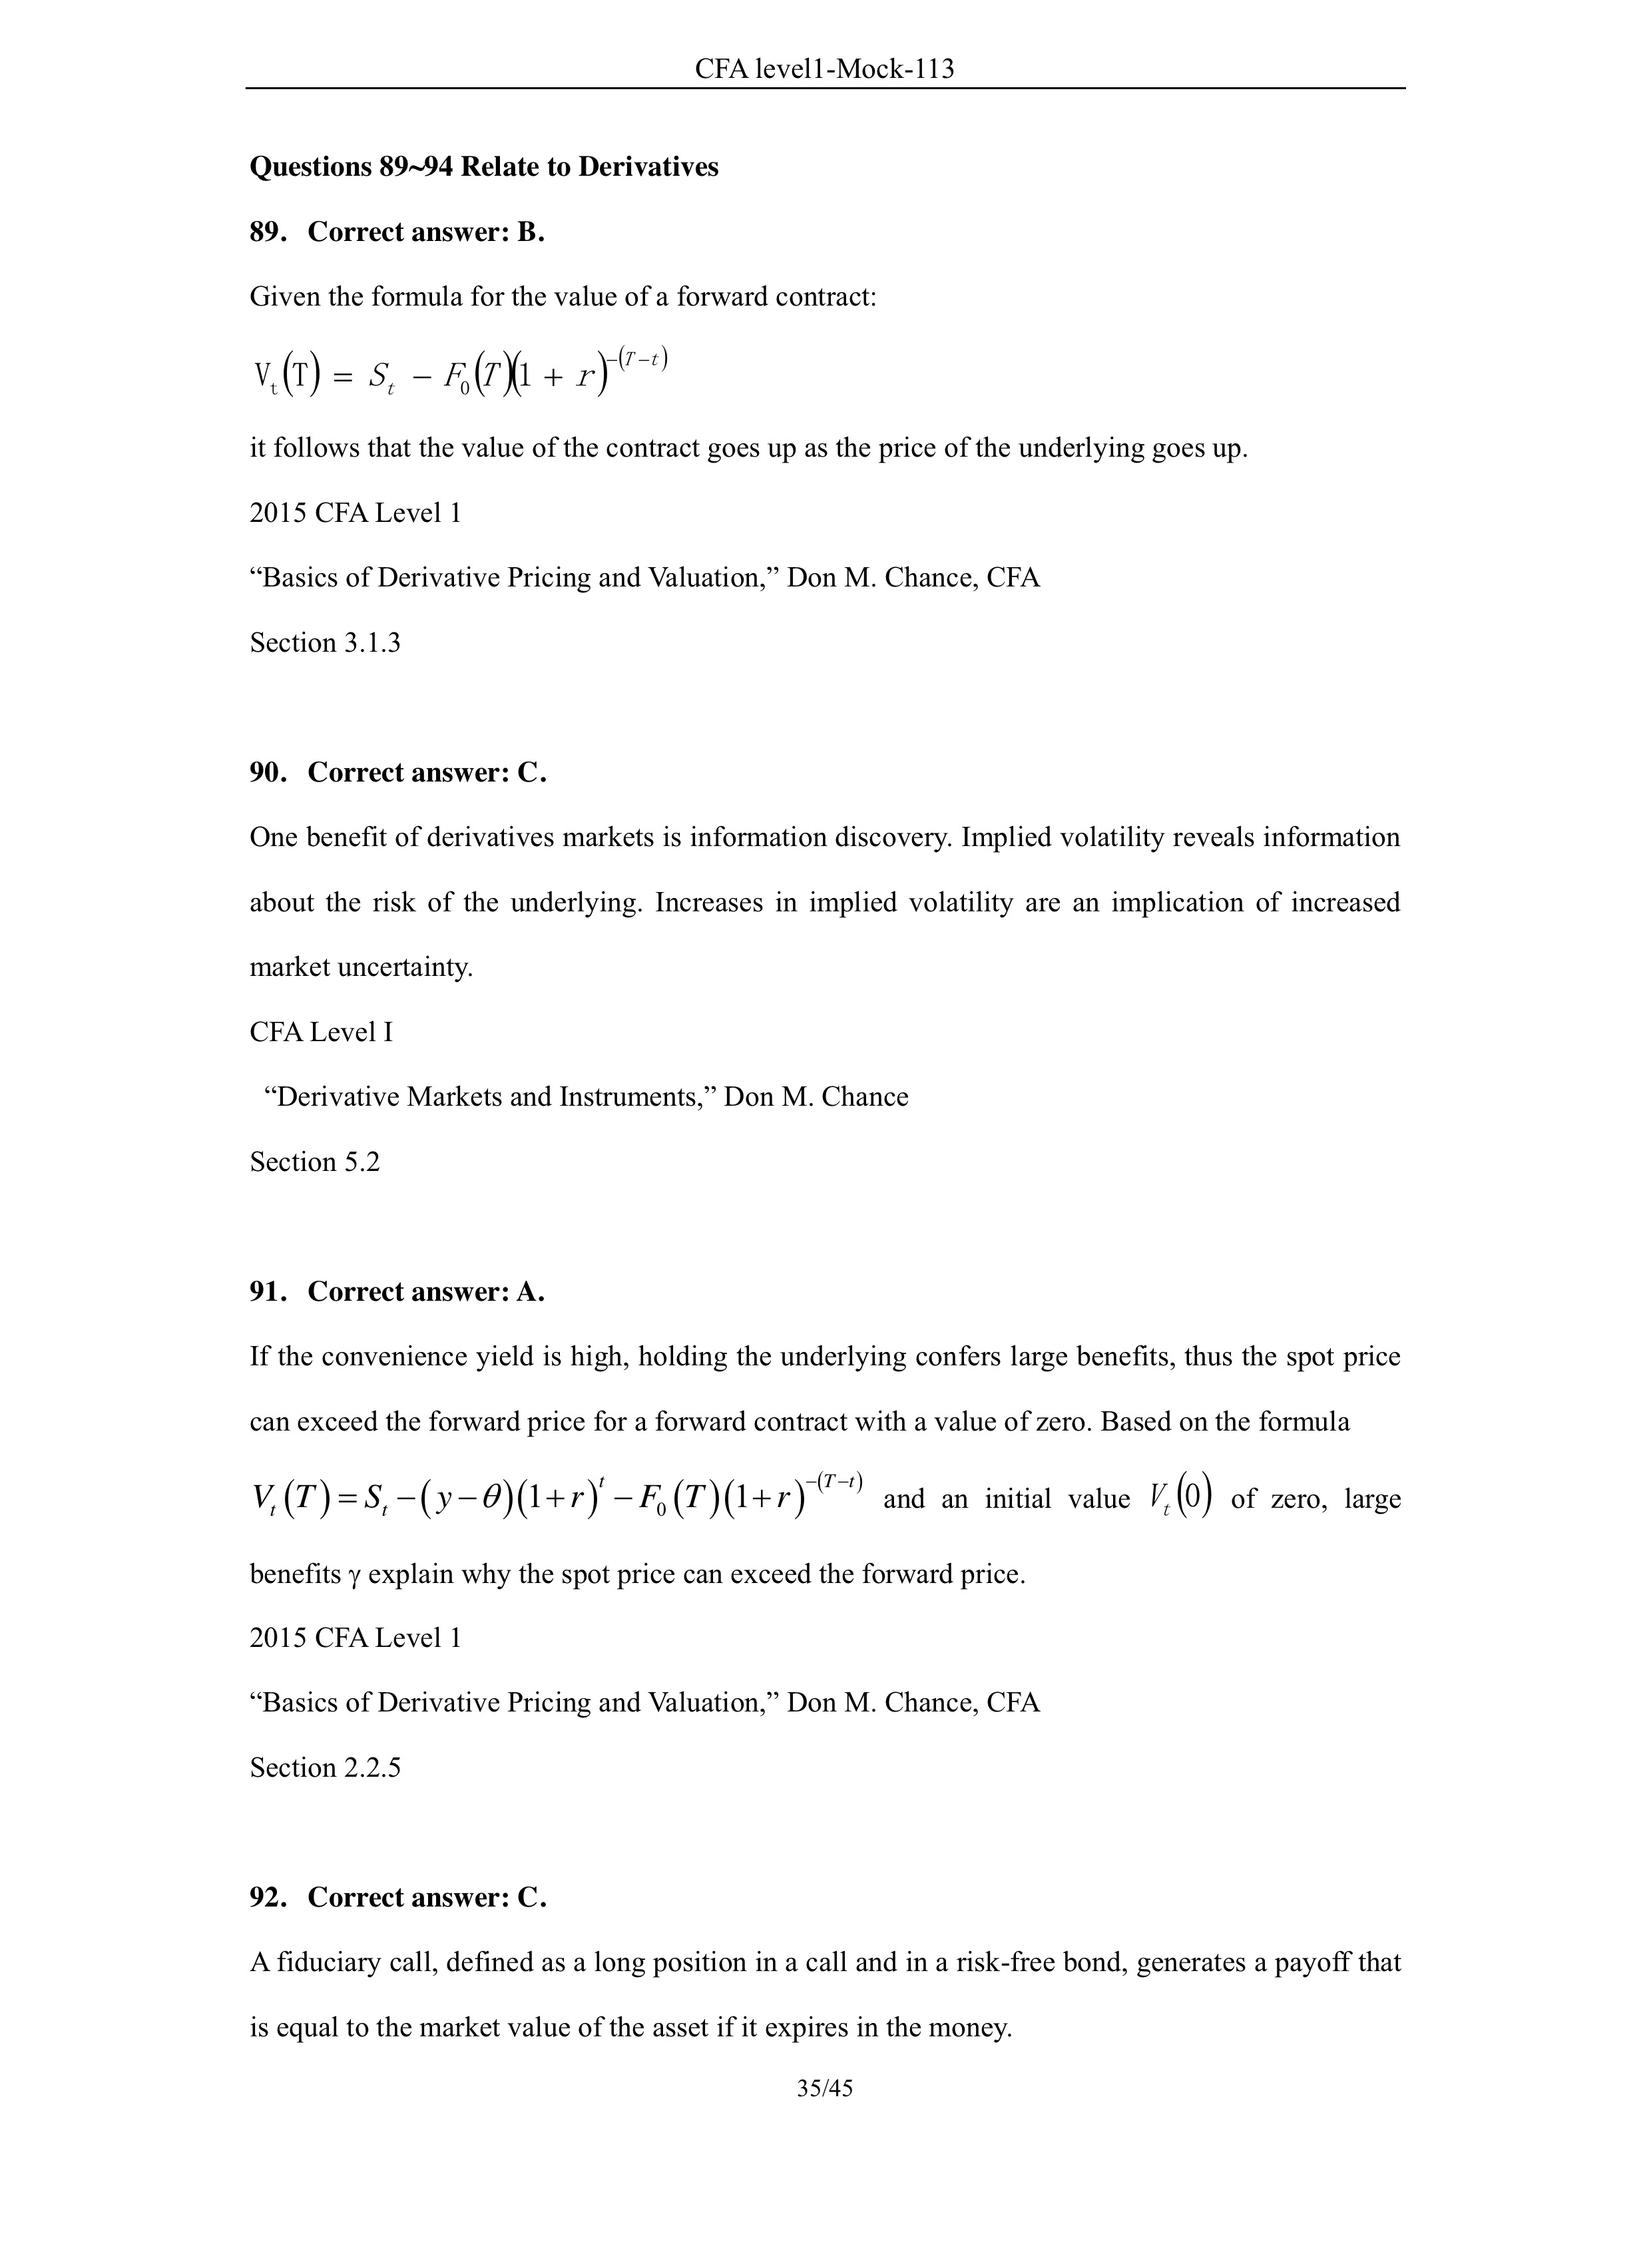 CFA level1-Mock-113
Questions 89~94 Relate to Derivatives
89. Correct answer: B.
Given the formula for the value of a forward contract:
V_t(T) = S_t − F_0(T)(1 + r)^−(T−t)
it follows that the value of the contract goes up as the price of the underlying goes up.
2015 CFA Level 1
“Basics of Derivative Pricing and Valuation,” Don M. Chance, CFA
Section 3.1.3
90. Correct answer: C.
One benefit of derivatives markets is information discovery. Implied volatility reveals information
about the risk of the underlying. Increases in implied volatility are an implication of increased
market uncertainty.
CFA Level I
“Derivative Markets and Instruments,” Don M. Chance
Section 5.2
91. Correct answer: A.
If the convenience yield is high, holding the underlying confers large benefits, thus the spot price
can exceed the forward price for a forward contract with a value of zero. Based on the formula
V_t(T) = S_t − (y − θ)(1 + r)^t − F_0(T)(1 + r)^−(T−t) and an initial value V_t(0) of zero, large
benefits γ explain why the spot price can exceed the forward price.
2015 CFA Level 1
“Basics of Derivative Pricing and Valuation,” Don M. Chance, CFA
Section 2.2.5
92. Correct answer: C.
A fiduciary call, defined as a long position in a call and in a risk-free bond, generates a payoff that
is equal to the market value of the asset if it expires in the money.
35/45